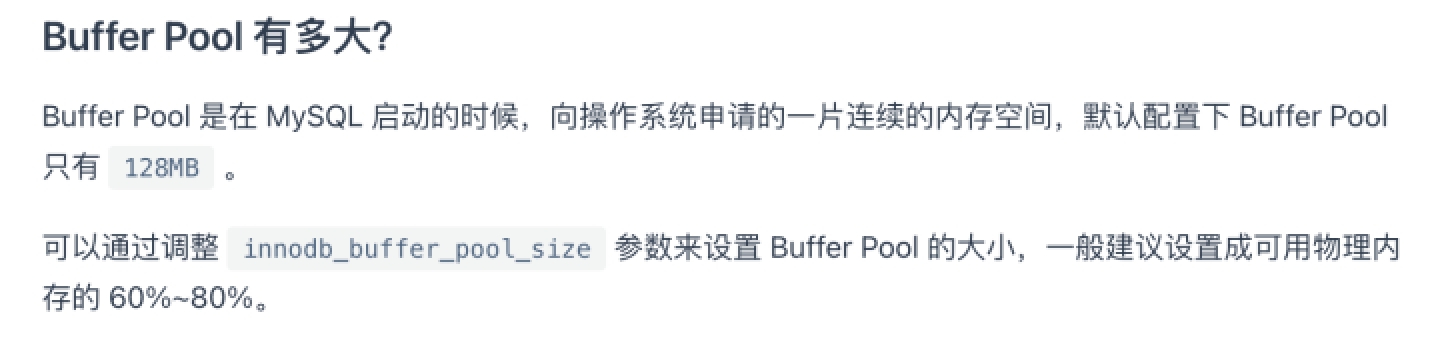 Buffer Pool 有多大?
Buffer Pool 是在 MySQL 启动的时候，向操作系统申请的一片连续的内存空间，默认配置下 Buffer Pool
只有 128MB 。
可以通过调整 innodb_buffer_pool_size 参数来设置 Buffer Pool 的大小，一般建议设置成可用物理内
存的 60%~80%。